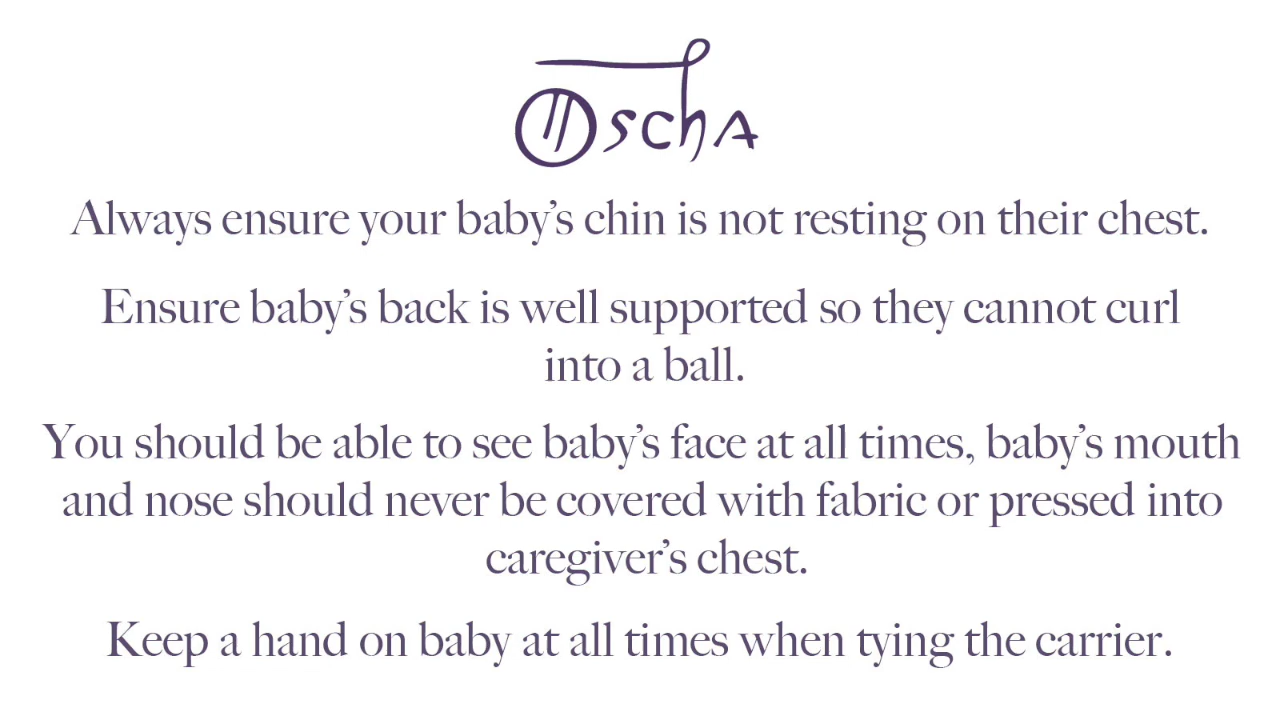 Oscha
Always ensure your baby's chin is not resting on their chest.
Ensure baby's back is well supported so they cannot curl
into a ball.
You should be able to see baby's face at all times, baby's mouth
and nose should never be covered with fabric or pressed into
caregiver's chest.
Keep a hand on baby at all times when tying the carrier.